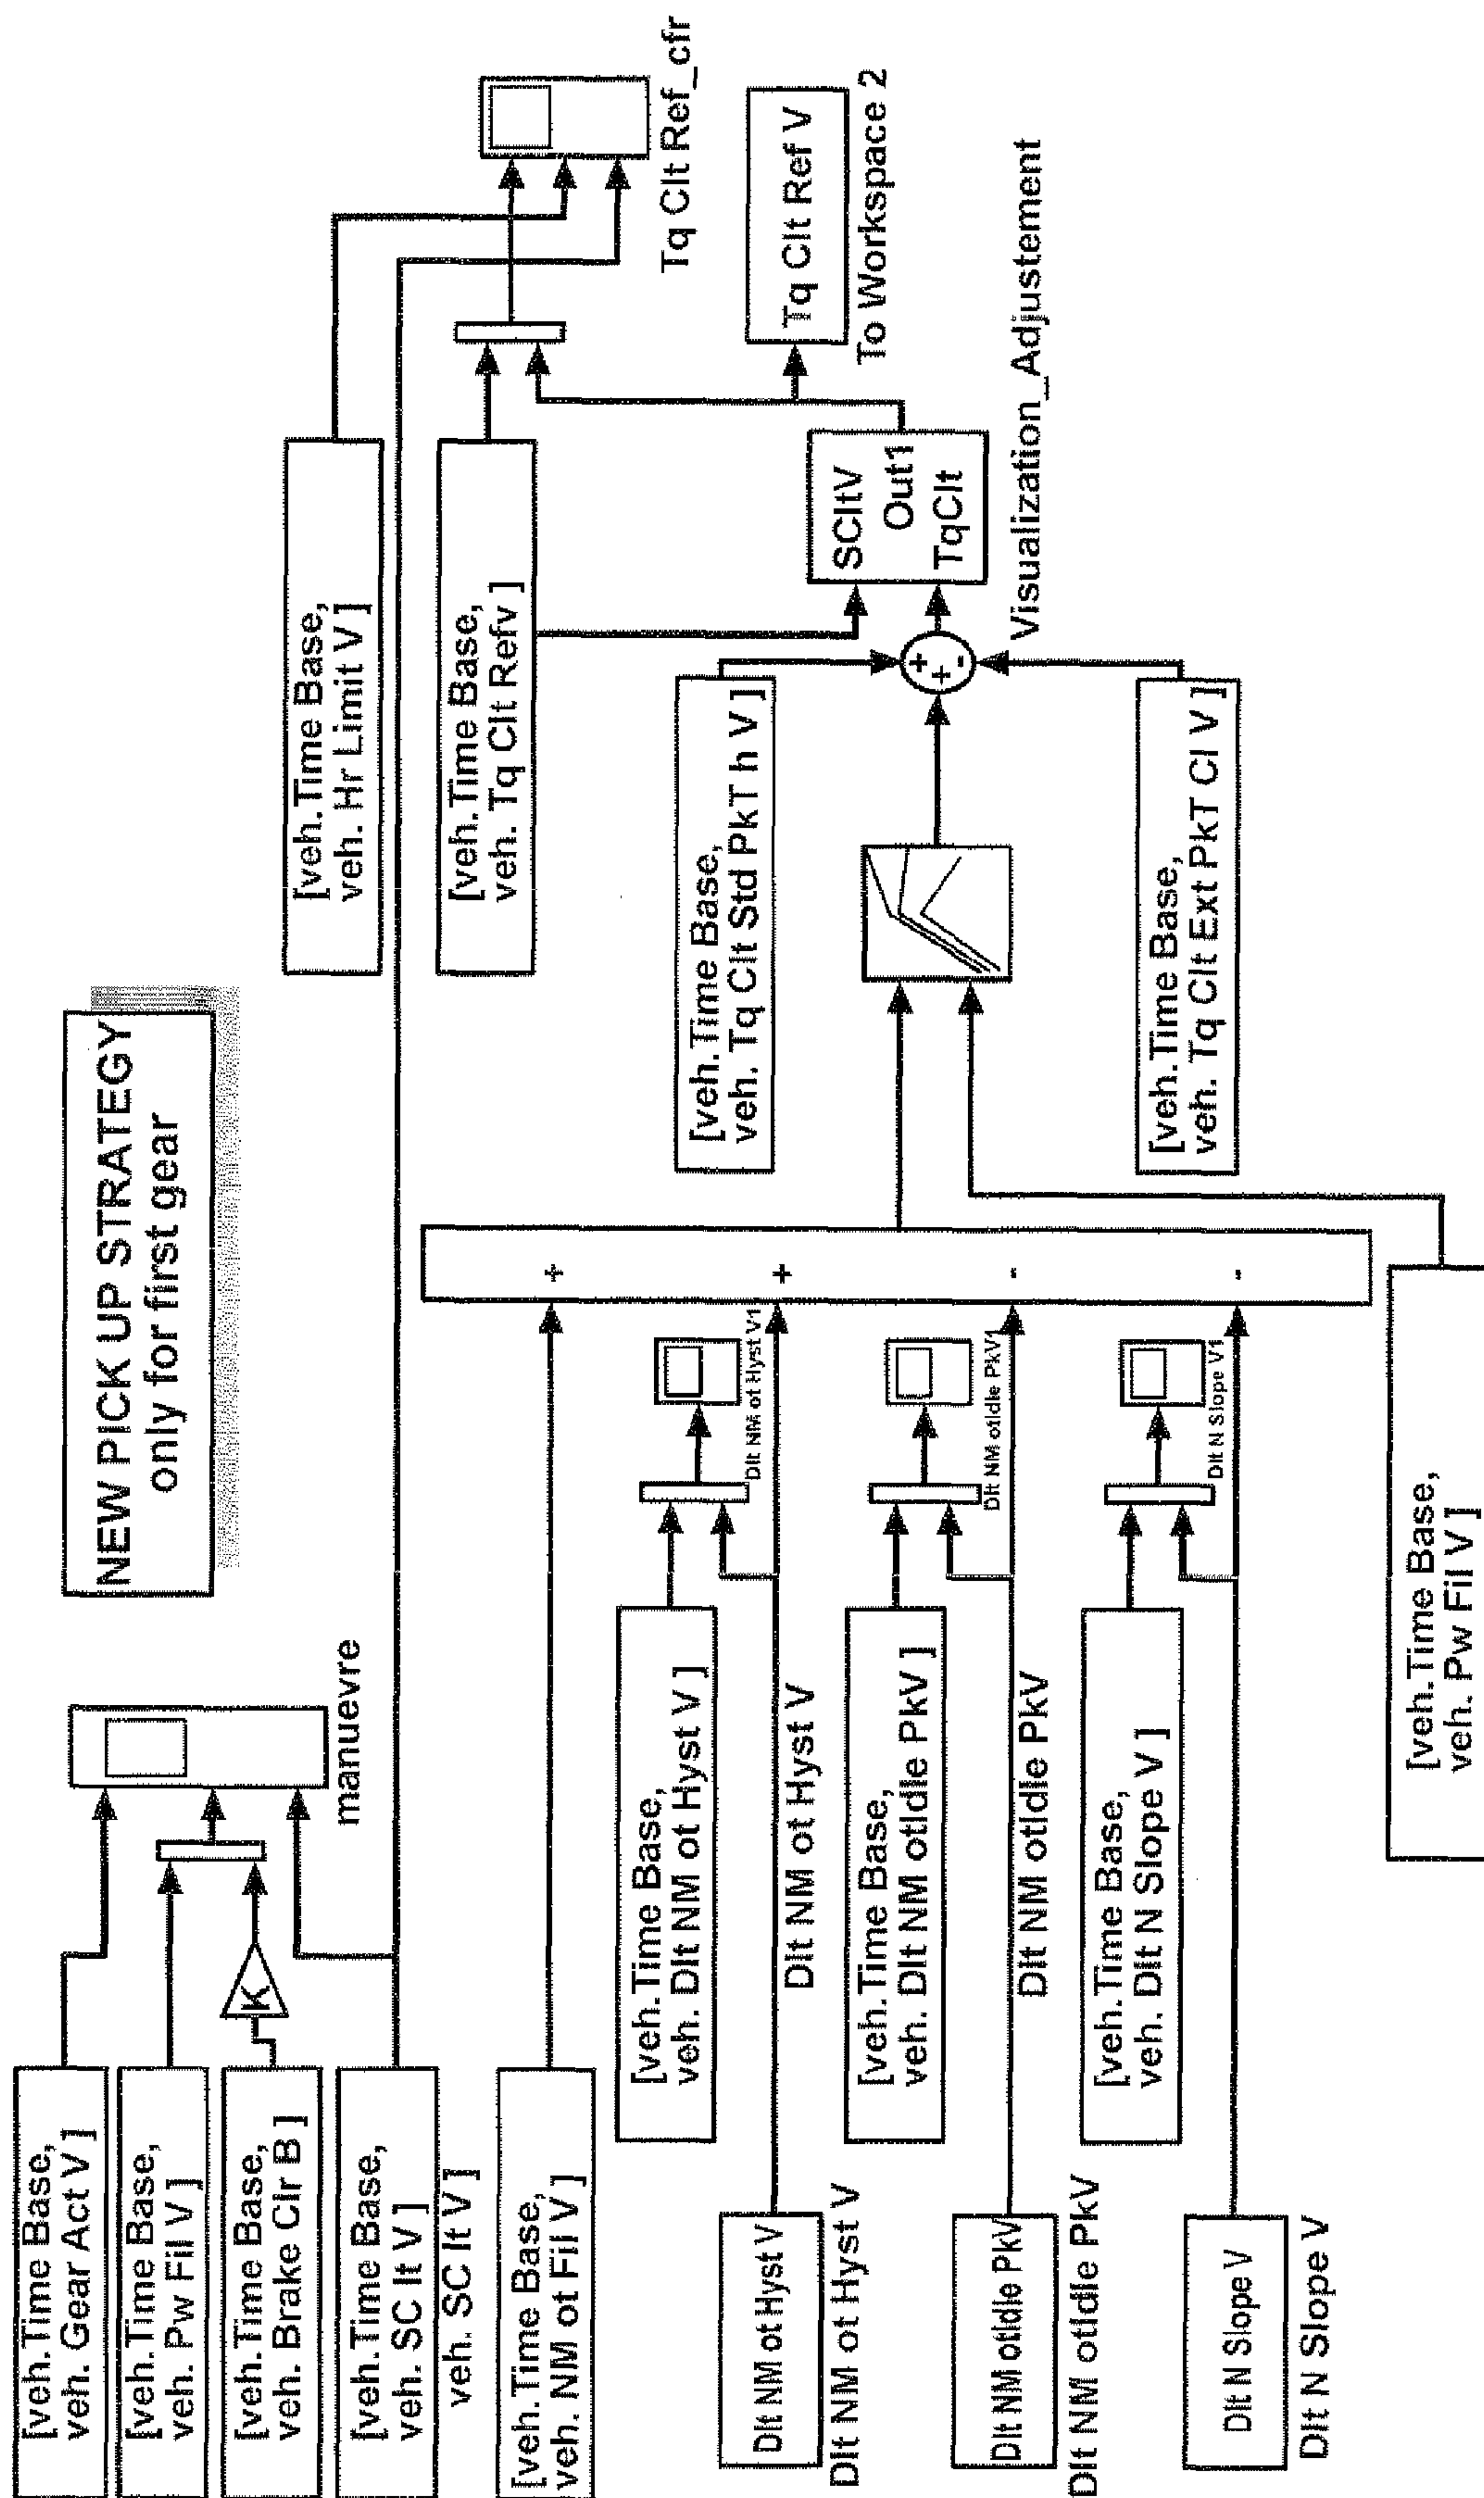 NEW PICK UP STRATEGY
only for first gear
[veh.Time Base,
veh. Gear Act V ]
[veh.Time Base,
veh. Pw Fil V ]
[veh.Time Base,
veh. Brake Clr B ]
K
manuevre
[veh.Time Base,
veh. SC lt V ]
veh. SC lt V ]
[veh.Time Base,
veh. Hr Limit V ]
[veh.Time Base,
veh. Tq Clt Refv ]
Tq Clt Ref_cfr
[veh.Time Base,
veh. NM ot Fil V ]
[veh.Time Base,
veh. Dlt NM ot Hyst V ]
Dlt NM ot Hyst V1
Dlt NM ot Hyst V
Dlt NM ot Hyst V
Dlt NM ot Hyst V
[veh.Time Base,
veh. Dlt NM otIdle PkV ]
Dlt NM otIdle PkV1
Dlt NM otIdle PkV
Dlt NM otIdle PkV
Dlt NM otIdle PkV
[veh.Time Base,
veh. Dlt N Slope V ]
Dlt N Slope V1
Dlt N Slope V
Dlt N Slope V
+
+
-
-
[veh.Time Base,
veh. Pw Fil V ]
[veh.Time Base,
veh. Tq Clt Std PkT h V ]
+
+
-
[veh.Time Base,
veh. Tq Clt Ext PkT Cl V ]
SCltV
Out1
TqClt
Visualization_Adjustement
Tq Clt Ref V
To Workspace 2